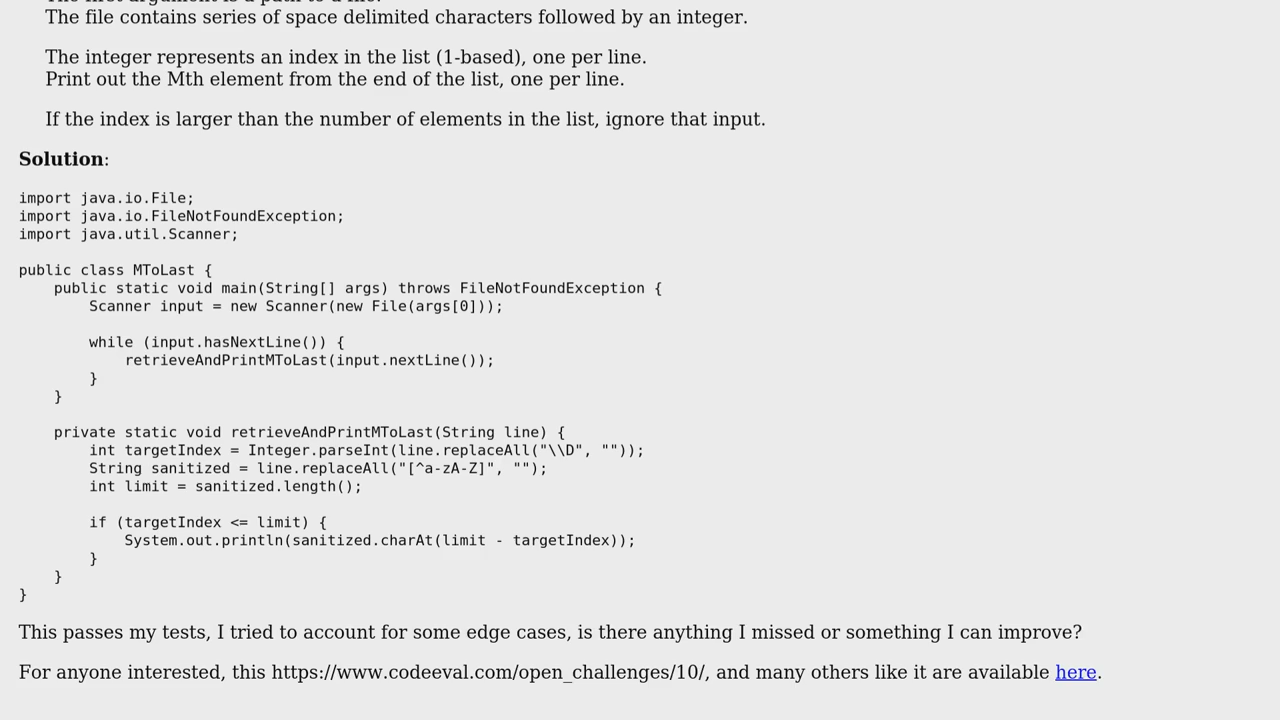 The first argument is a path to a file.
The file contains series of space delimited characters followed by an integer.
The integer represents an index in the list (1-based), one per line.
Print out the Mth element from the end of the list, one per line.
If the index is larger than the number of elements in the list, ignore that input.
Solution:
import java.io.File;
import java.io.FileNotFoundException;
import java.util.Scanner;
public class MToLast {
    public static void main(String[] args) throws FileNotFoundException {
        Scanner input = new Scanner(new File(args[0]));
        while (input.hasNextLine()) {
            retrieveAndPrintMToLast(input.nextLine());
        }
    }
    private static void retrieveAndPrintMToLast(String line) {
        int targetIndex = Integer.parseInt(line.replaceAll("\\D", ""));
        String sanitized = line.replaceAll("[^a-zA-Z]", "");
        int limit = sanitized.length();
        if (targetIndex <= limit) {
            System.out.println(sanitized.charAt(limit - targetIndex));
        }
    }
}
This passes my tests, I tried to account for some edge cases, is there anything I missed or something I can improve?
For anyone interested, this https://www.codeeval.com/open_challenges/10/, and many others like it are available here.